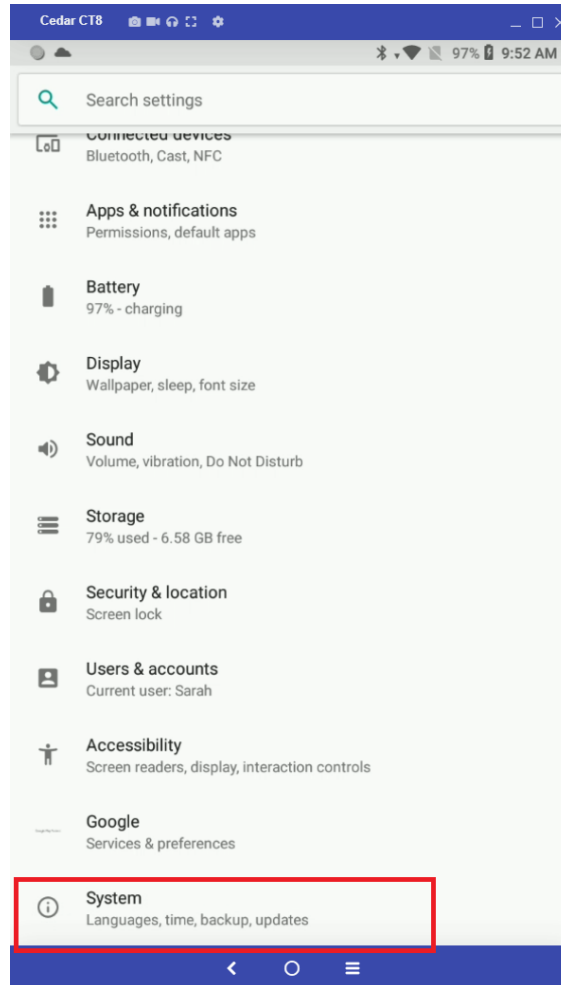 Cedar CT8
97% 9:52 AM
Search settings
Connected devices
Bluetooth, Cast, NFC
Apps & notifications
Permissions, default apps
Battery
97% - charging
Display
Wallpaper, sleep, font size
Sound
Volume, vibration, Do Not Disturb
Storage
79% used - 6.58 GB free
Security & location
Screen lock
Users & accounts
Current user: Sarah
Accessibility
Screen readers, display, interaction controls
Google
Services & preferences
System
Languages, time, backup, updates